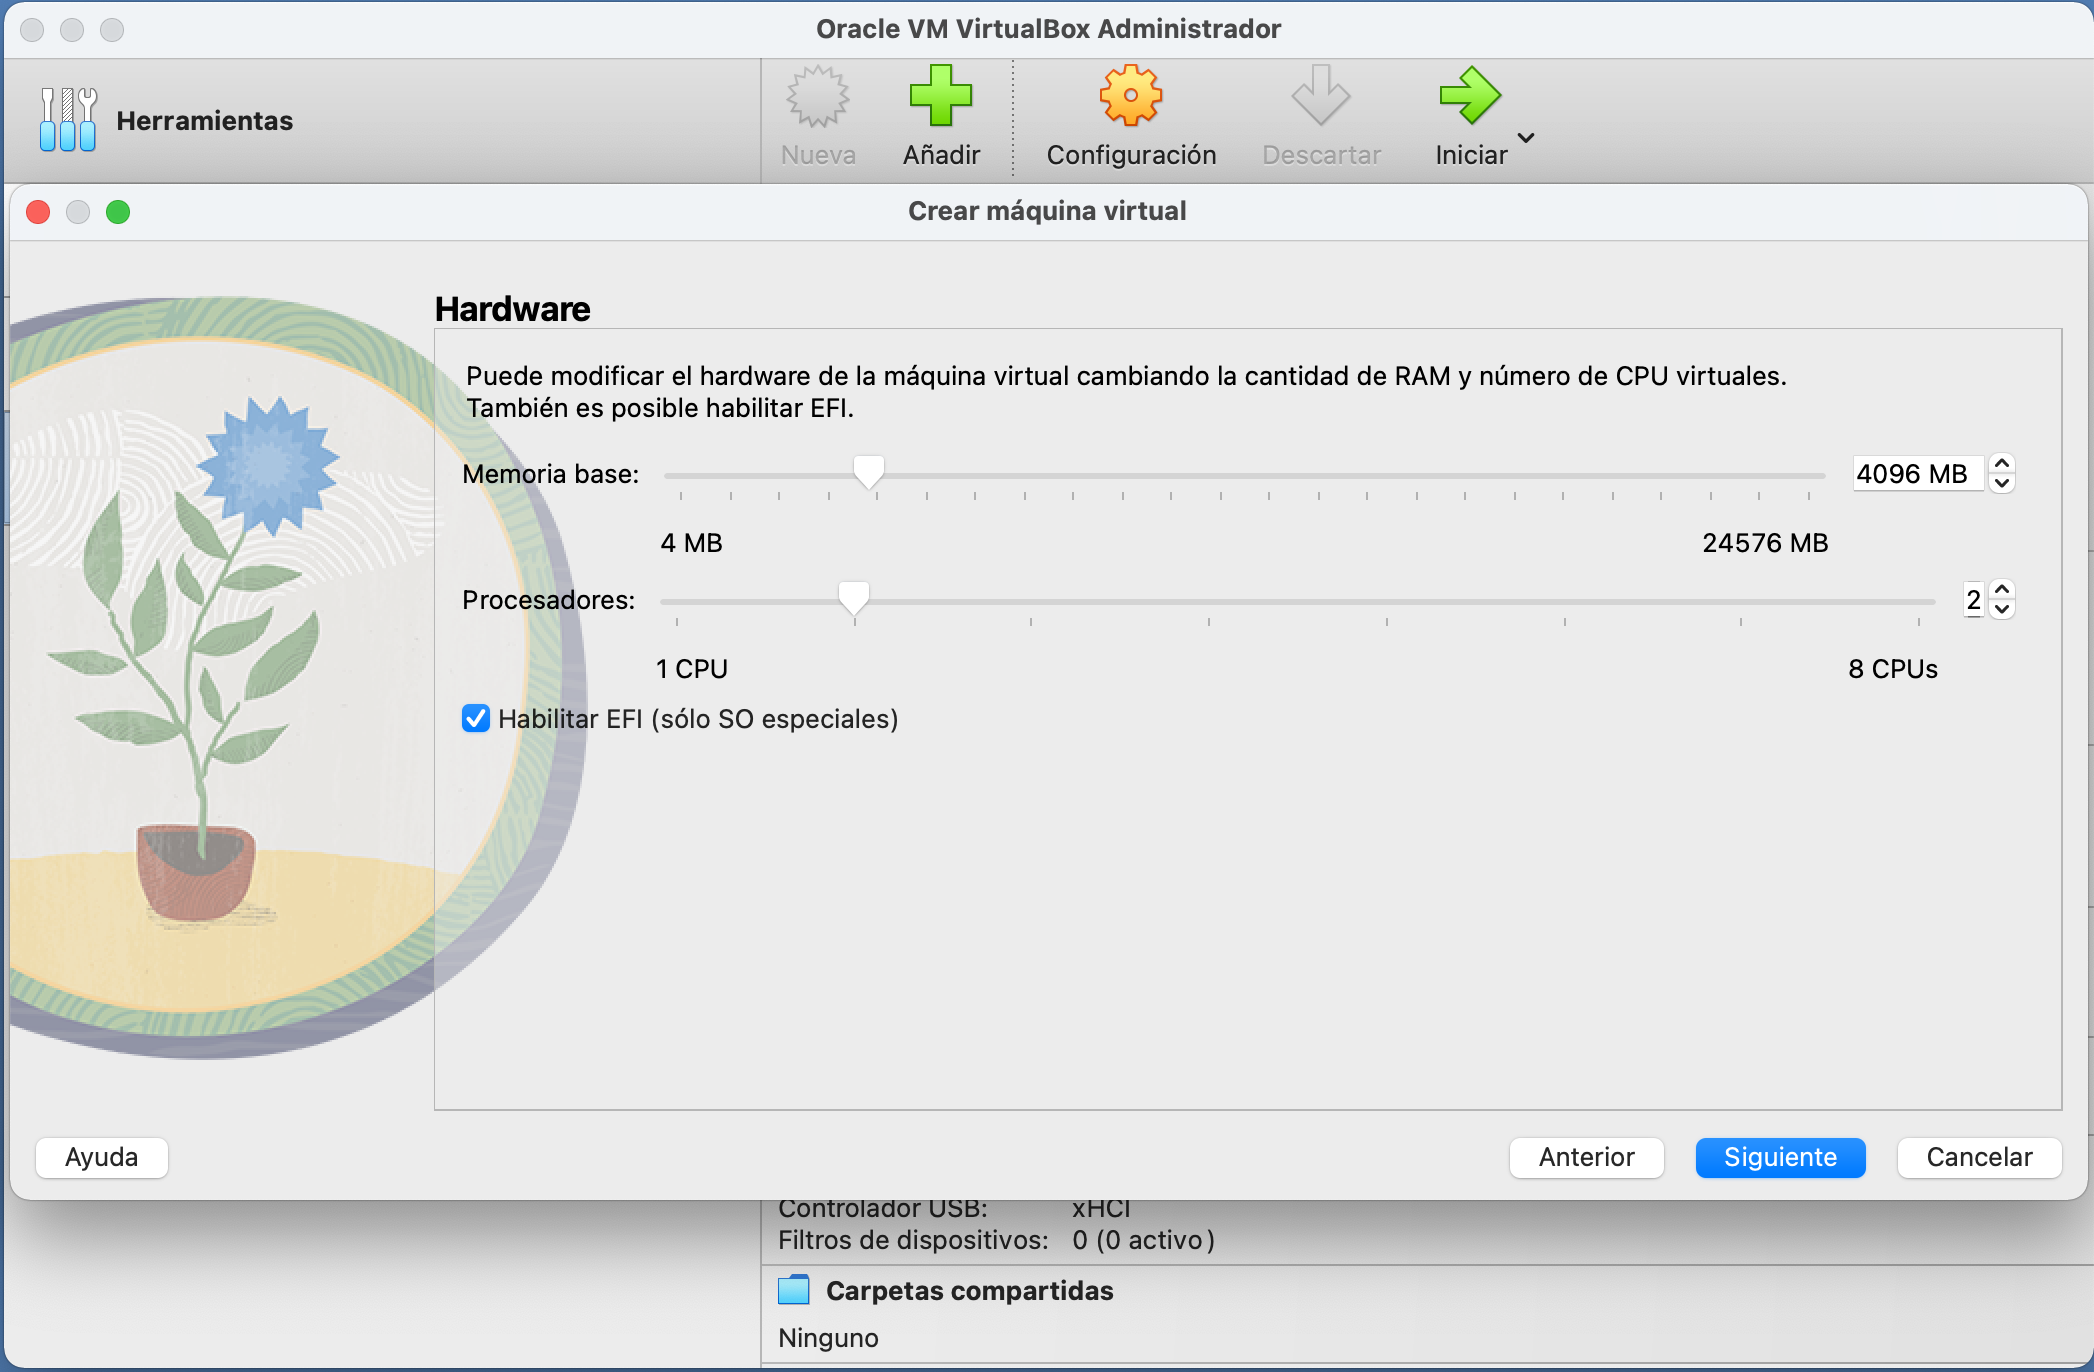 Oracle VM VirtualBox Administrador
Herramientas
Nueva
Añadir
Configuración
Descartar
Iniciar
Crear máquina virtual
Hardware
Puede modificar el hardware de la máquina virtual cambiando la cantidad de RAM y número de CPU virtuales.
También es posible habilitar EFI.
Memoria base:
4096 MB
4 MB
24576 MB
Procesadores:
2
1 CPU
8 CPUs
Habilitar EFI (sólo SO especiales)
Ayuda
Anterior
Siguiente
Cancelar
Controlador USB: xHCI
Filtros de dispositivos: 0 (0 activo)
Carpetas compartidas
Ninguno